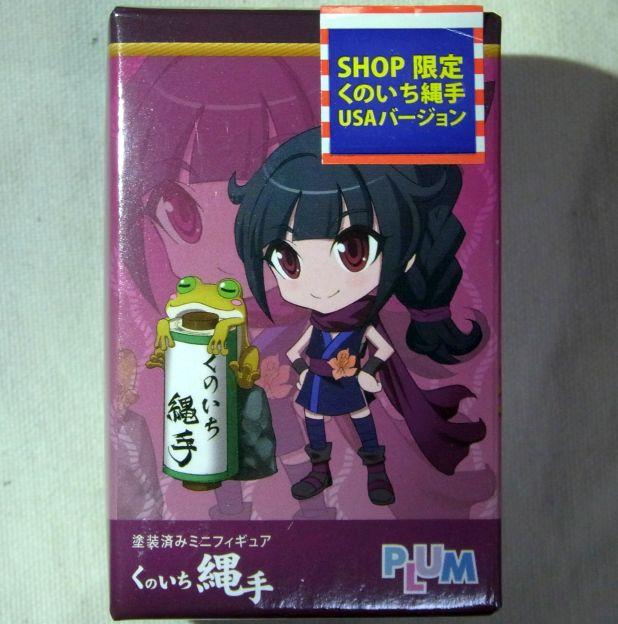 SHOP 限定
くのいち縄手
USAバージョン
くのいち
縄手
塗装済みミニフィギュア
くのいち縄手
PLUM